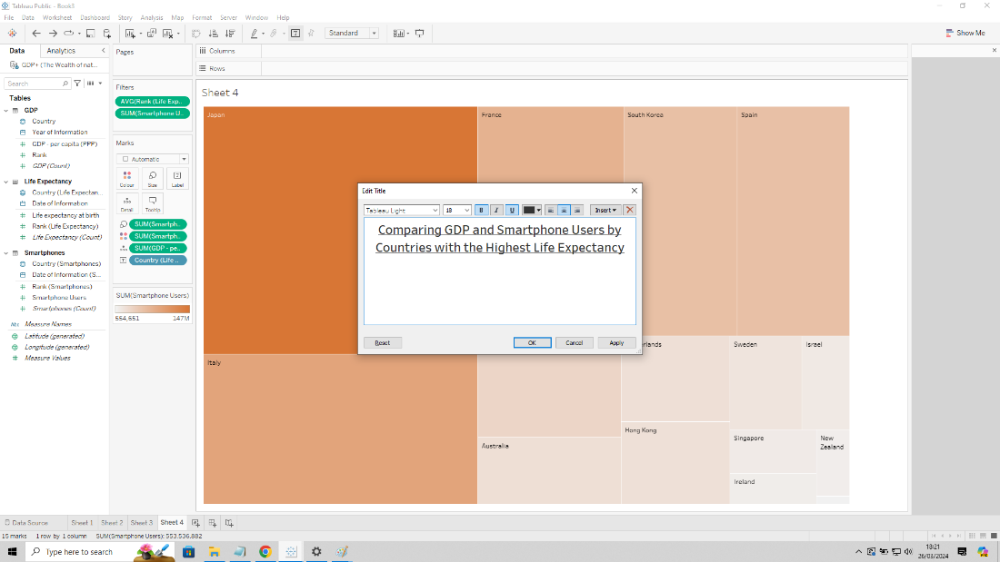 Tableau Public - Book5
File Data Worksheet Dashboard Story Analysis Map Format Server Window Help
Standard
Show Me
Data Analytics
GDP+ (The Wealth of nat...
Search
Tables
GDP
Country
Year of Information
GDP - per capita (PPP)
Rank
GDP (Count)
Life Expectancy
Country (Life Expectan...
Date of Information
Life expectancy at birth
Rank (Life Expectancy)
Life Expectancy (Count)
Smartphones
Country (Smartphones)
Date of Information (S...
Rank (Smartphones)
Smartphone Users
Smartphones (Count)
Abc Measure Names
Latitude (generated)
Longitude (generated)
Measure Values
Pages
Filters
AVG(Rank (Life Exp..
SUM(Smartphone U..
Marks
Automatic
Colour Size Label
Detail Tooltip
SUM(Smartph..
SUM(Smartph..
SUM(GDP - pe..
Country (Life ..
SUM(Smartphone Users)
554,651 147M
Columns
Rows
Sheet 4
Japan
France
South Korea
Spain
Italy
Australia
erlands
Hong Kong
Sweden
Israel
Singapore
New
Zealand
Ireland
Edit Title
Tableau Light 18 B I U Insert
Comparing GDP and Smartphone Users by
Countries with the Highest Life Expectancy
Reset OK Cancel Apply
Data Source Sheet 1 Sheet 2 Sheet 3 Sheet 4
15 marks 1 row by 1 column SUM(Smartphone Users): 553,536,882
Type here to search
18:21
26/03/2024